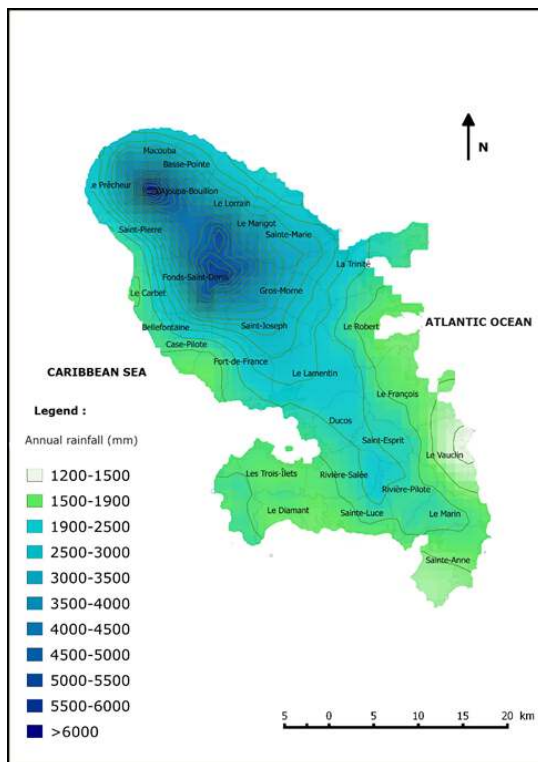 N
Macouba
Basse-Pointe
Le Prêcheur
Ajoupa-Bouillon
Le Lorrain
Le Marigot
Saint-Pierre
Sainte-Marie
La Trinité
Fonds-Saint-Denis
Le Carbet
Gros-Morne
Bellefontaine
Saint-Joseph
Le Robert
ATLANTIC OCEAN
Case-Pilote
Fort-de-France
CARIBBEAN SEA
Le Lamentin
Le François
Legend :
Ducos
Annual rainfall (mm)
Saint-Esprit
Le Vauclin
1200-1500
Les Trois-Îlets
Rivière-Salée
1500-1900
Rivière-Pilote
1900-2500
Le Diamant
Sainte-Luce
Le Marin
2500-3000
3000-3500
Sainte-Anne
3500-4000
4000-4500
4500-5000
5000-5500
5500-6000
>6000
5 0 5 10 15 20 km